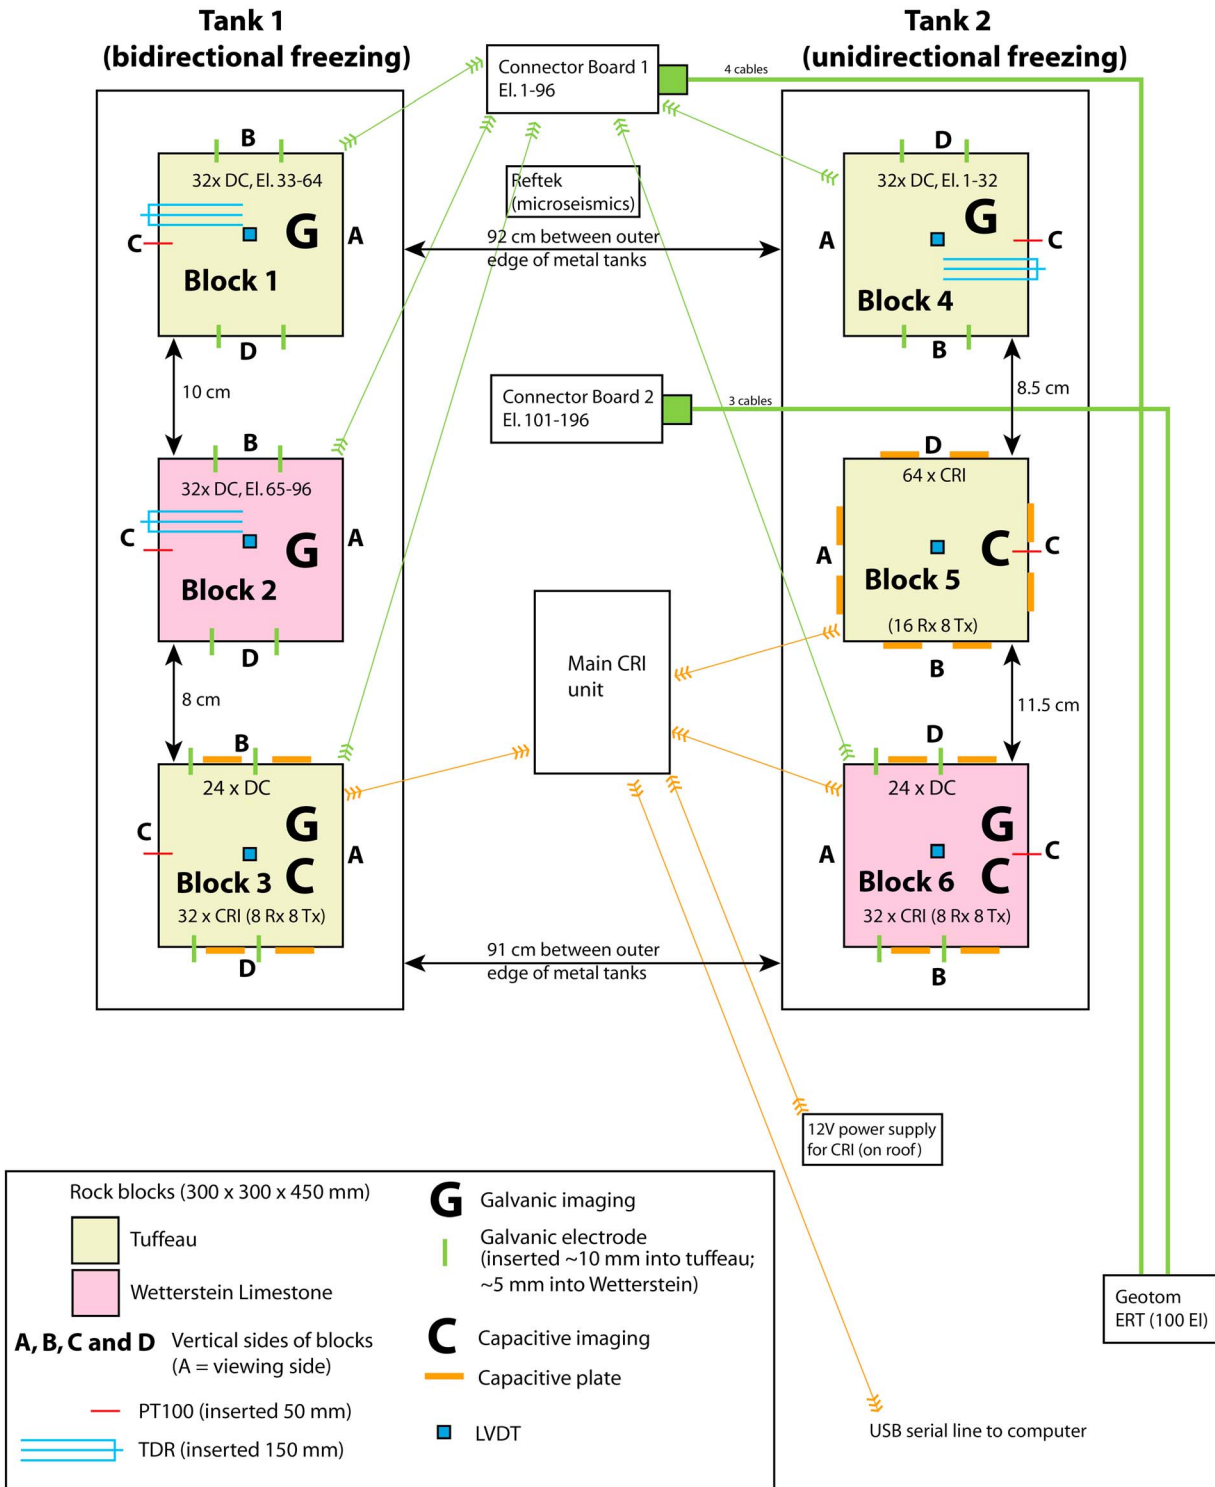 Tank 1
(bidirectional freezing)
Tank 2
(unidirectional freezing)
Connector Board 1
El. 1-96
4 cables
B
32x DC, El. 33-64
G
C
A
Block 1
D
Reftek
(microseismics)
92 cm between outer
edge of metal tanks
D
32x DC, El. 1-32
G
A
C
Block 4
B
10 cm
8.5 cm
Connector Board 2
El. 101-196
3 cables
B
32x DC, El. 65-96
C
G
A
Block 2
D
D
64 x CRI
A
C
C
Block 5
(16 Rx 8 Tx)
B
8 cm
11.5 cm
Main CRI
unit
B
24 x DC
C
G
A
Block 3
C
32 x CRI (8 Rx 8 Tx)
D
D
24 x DC
G
A
C
Block 6
C
32 x CRI (8 Rx 8 Tx)
B
91 cm between outer
edge of metal tanks
12V power supply
for CRI (on roof)
Geotom
ERT (100 El)
USB serial line to computer
Rock blocks (300 x 300 x 450 mm)
Tuffeau
Wetterstein Limestone
A, B, C and D
Vertical sides of blocks
(A = viewing side)
PT100 (inserted 50 mm)
TDR (inserted 150 mm)
G
Galvanic imaging
Galvanic electrode
(inserted ~10 mm into tuffeau;
~5 mm into Wetterstein)
C
Capacitive imaging
Capacitive plate
LVDT